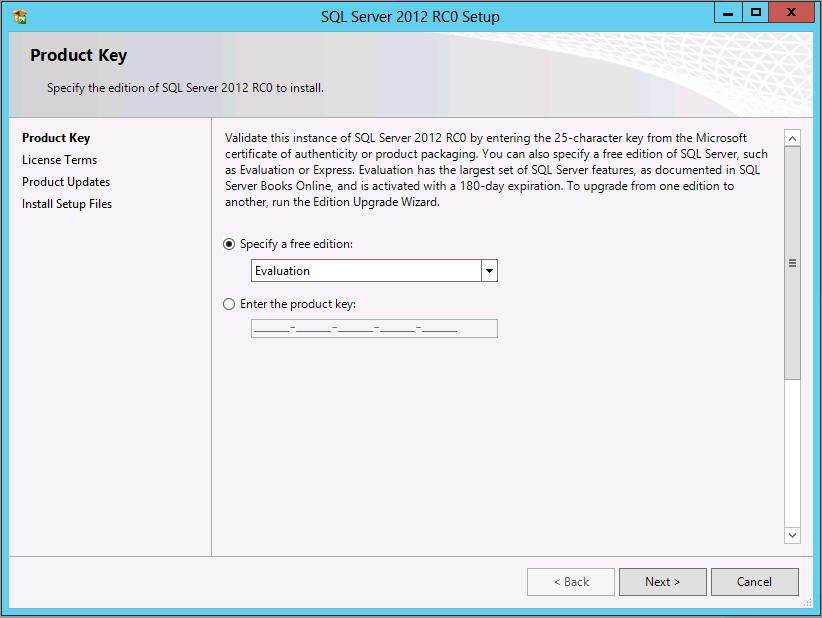 SQL Server 2012 RC0 Setup
Product Key
Specify the edition of SQL Server 2012 RC0 to install.
Product Key
License Terms
Product Updates
Install Setup Files
Validate this instance of SQL Server 2012 RC0 by entering the 25-character key from the Microsoft
certificate of authenticity or product packaging. You can also specify a free edition of SQL Server, such
as Evaluation or Express. Evaluation has the largest set of SQL Server features, as documented in SQL
Server Books Online, and is activated with a 180-day expiration. To upgrade from one edition to
another, run the Edition Upgrade Wizard.
Specify a free edition:
Evaluation
Enter the product key:
_____-_____-_____-_____-_____
< Back
Next >
Cancel